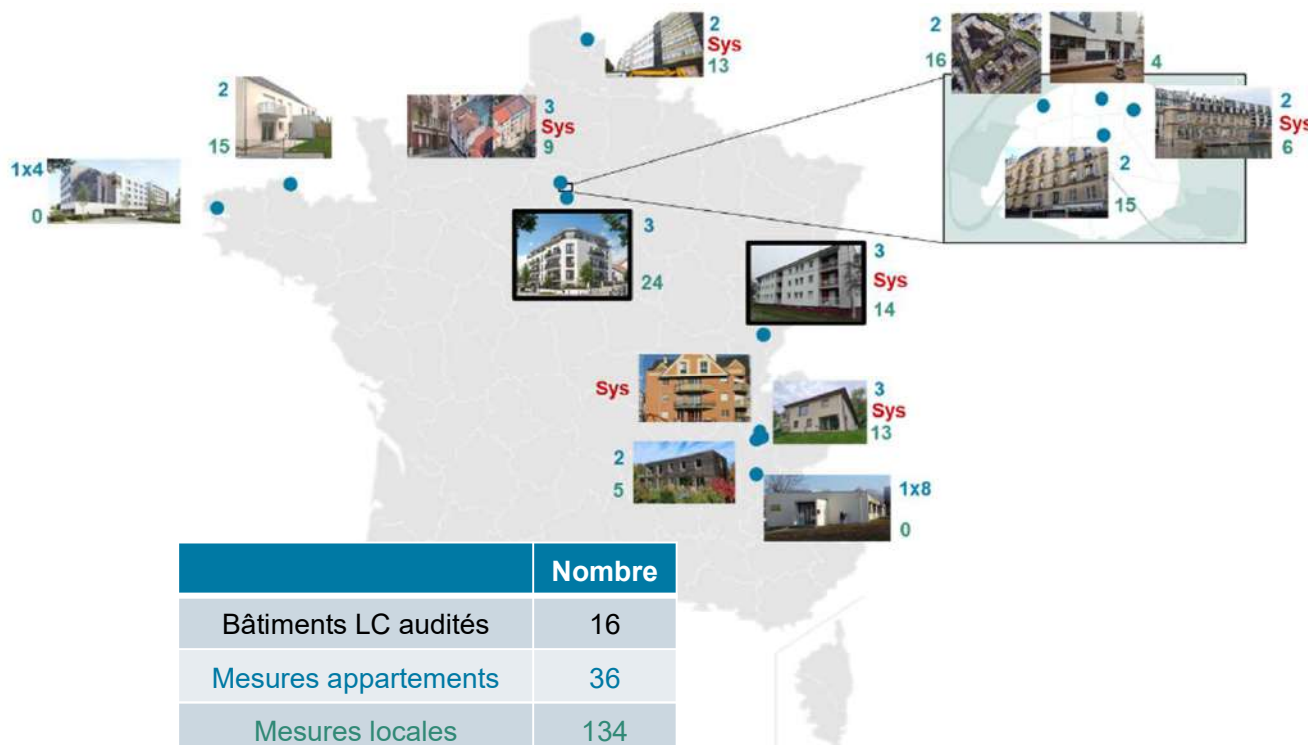 2
Sys
13
2
16
4
2
Sys
6
2
15
2
15
3
Sys
9
1x4
0
3
24
3
Sys
14
Sys
3
Sys
13
2
5
1x8
0
Nombre
Bâtiments LC audités 16
Mesures appartements 36
Mesures locales 134